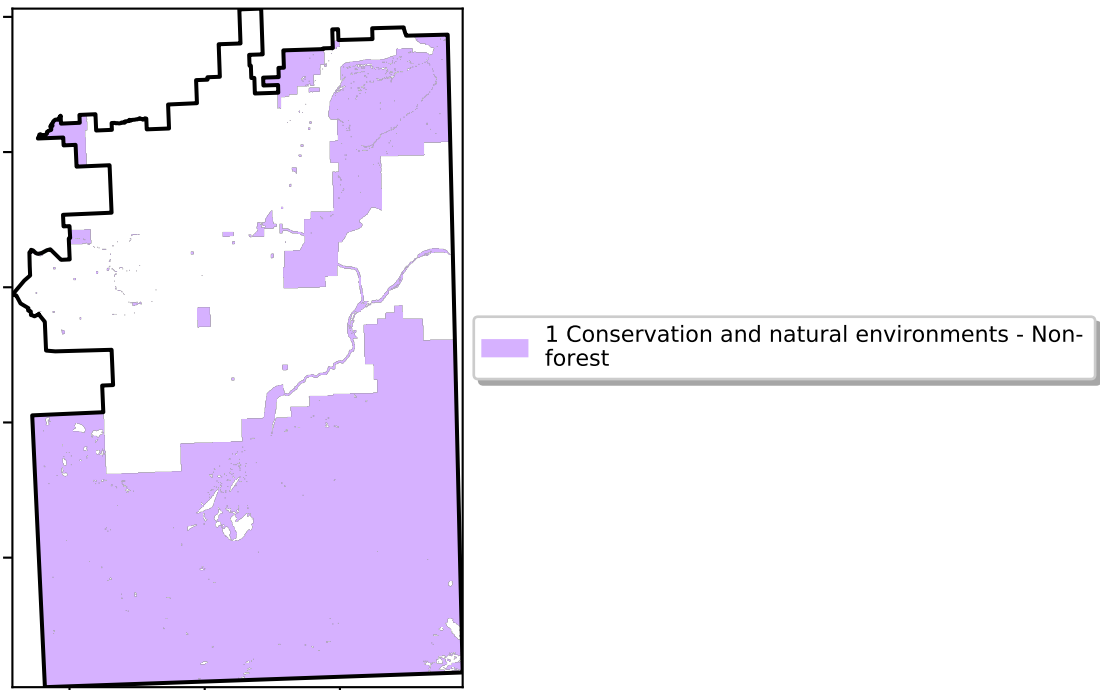 1 Conservation and natural environments - Non-
forest